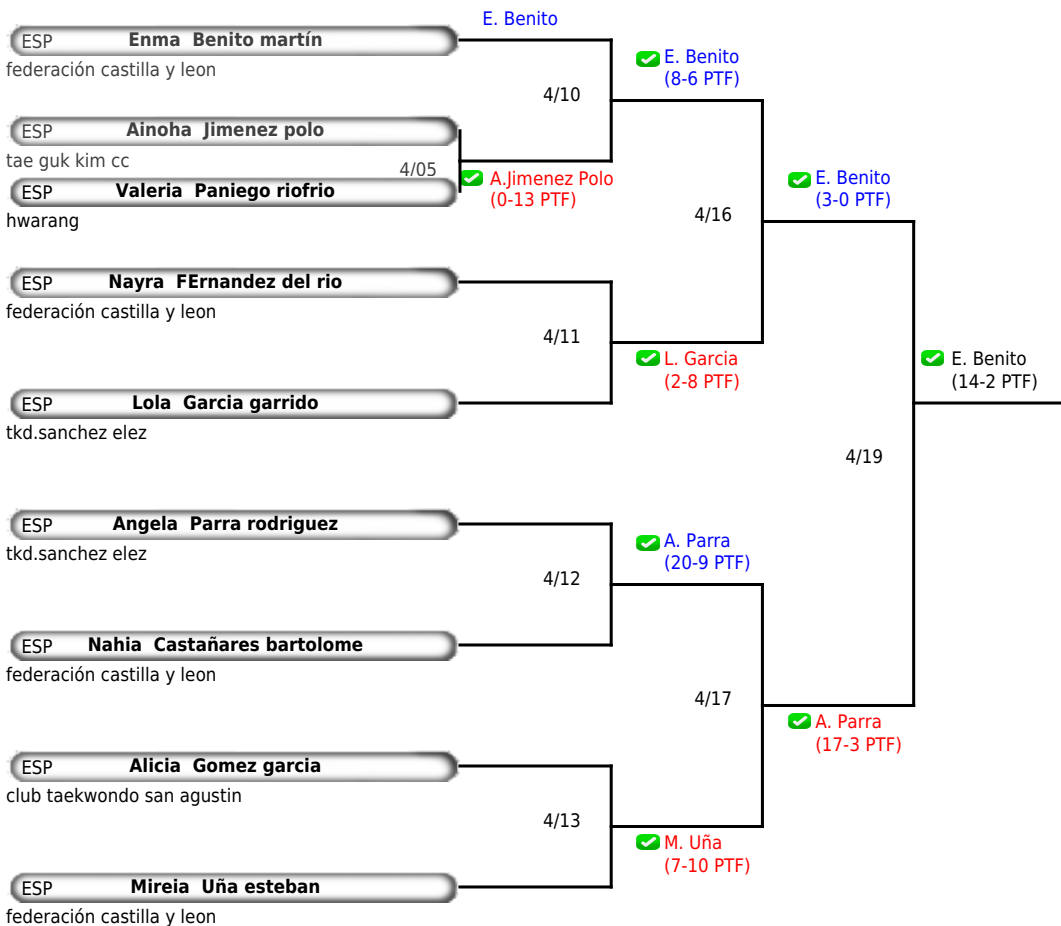 E. Benito
ESP Enma Benito martín
federación castilla y leon
E. Benito
(8-6 PTF)
4/10
ESP Ainoha Jimenez polo
tae guk kim cc
4/05
A.Jimenez Polo
(0-13 PTF)
ESP Valeria Paniego riofrio
hwarang
E. Benito
(3-0 PTF)
4/16
ESP Nayra FErnandez del rio
federación castilla y leon
4/11
L. Garcia
(2-8 PTF)
E. Benito
(14-2 PTF)
ESP Lola Garcia garrido
tkd.sanchez elez
4/19
ESP Angela Parra rodriguez
tkd.sanchez elez
A. Parra
(20-9 PTF)
4/12
ESP Nahia Castañares bartolome
federación castilla y leon
4/17
A. Parra
(17-3 PTF)
ESP Alicia Gomez garcia
club taekwondo san agustin
4/13
M. Uña
(7-10 PTF)
ESP Mireia Uña esteban
federación castilla y leon